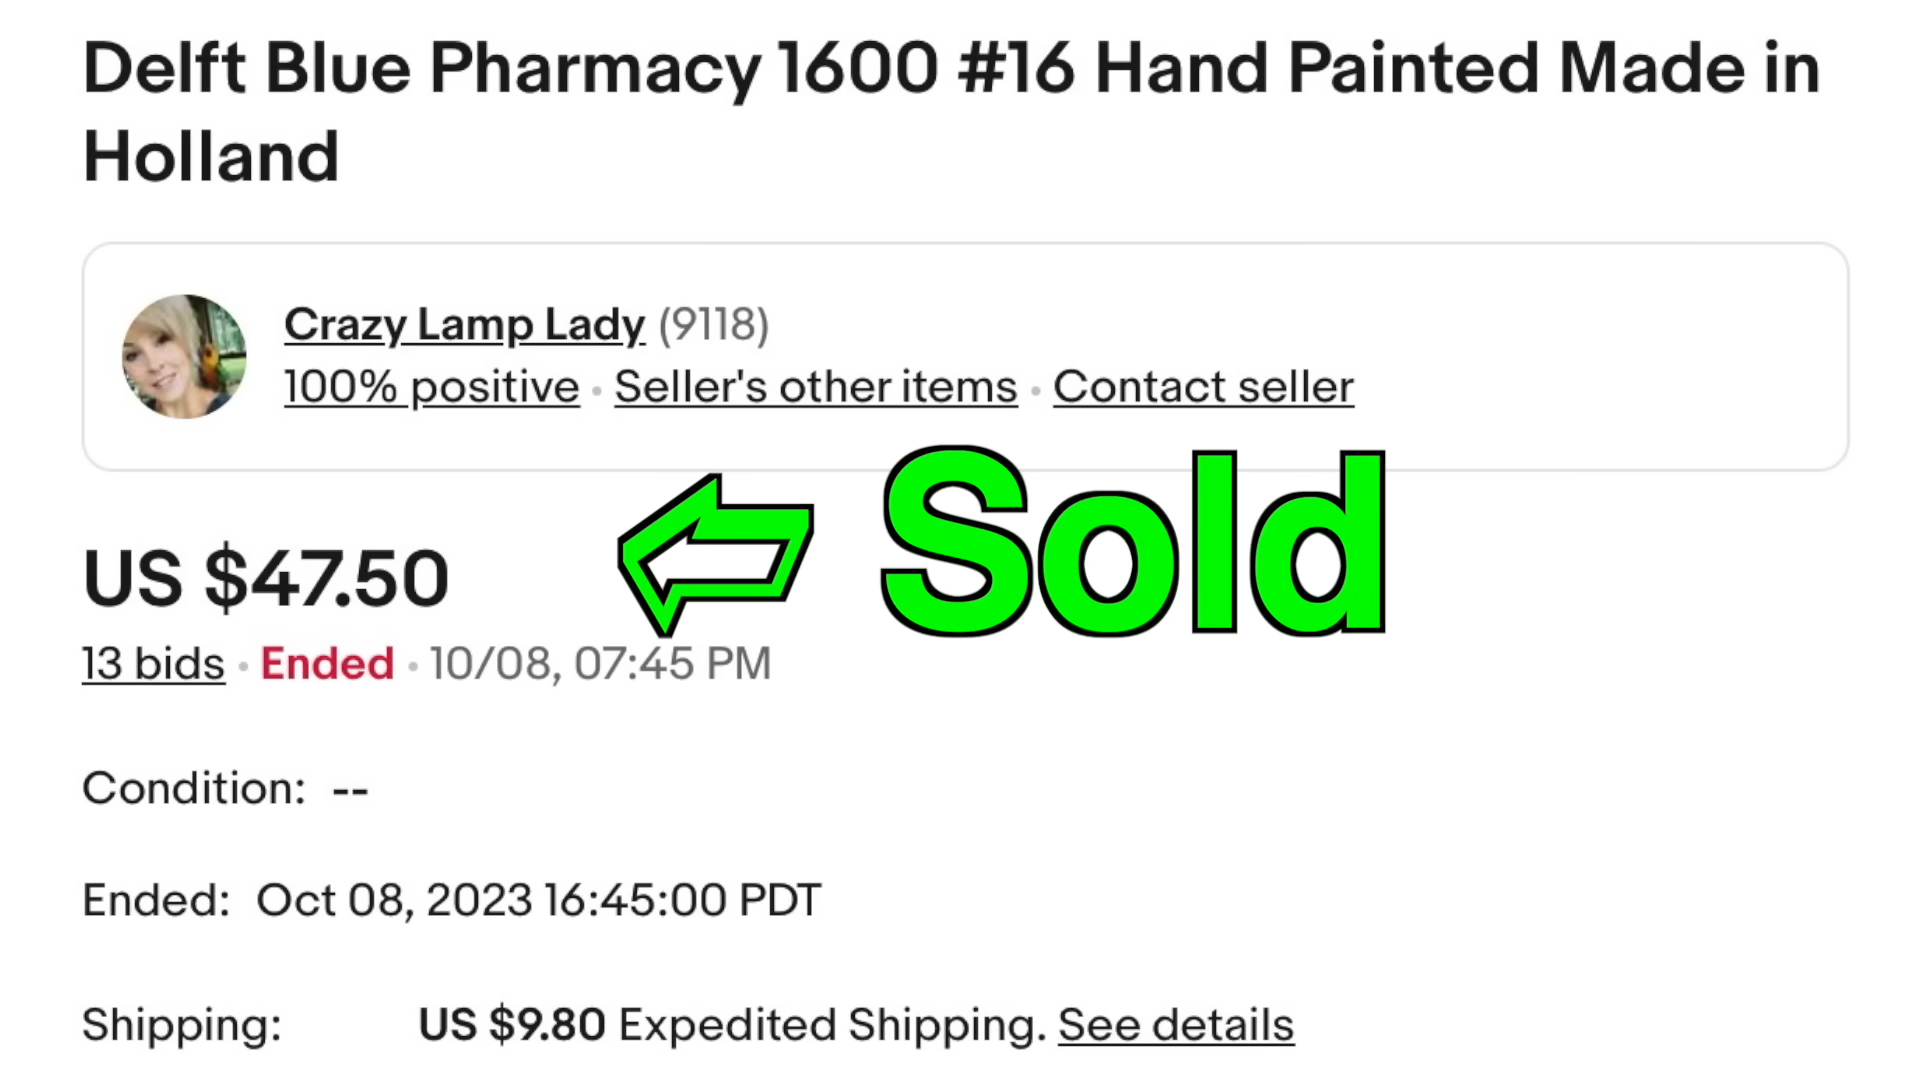 Delft Blue Pharmacy 1600 #16 Hand Painted Made in
Holland
Crazy Lamp Lady (9118)
100% positive • Seller's other items • Contact seller
Sold
US $47.50
13 bids • Ended • 10/08, 07:45 PM
Condition: --
Ended: Oct 08, 2023 16:45:00 PDT
Shipping: US $9.80 Expedited Shipping. See details